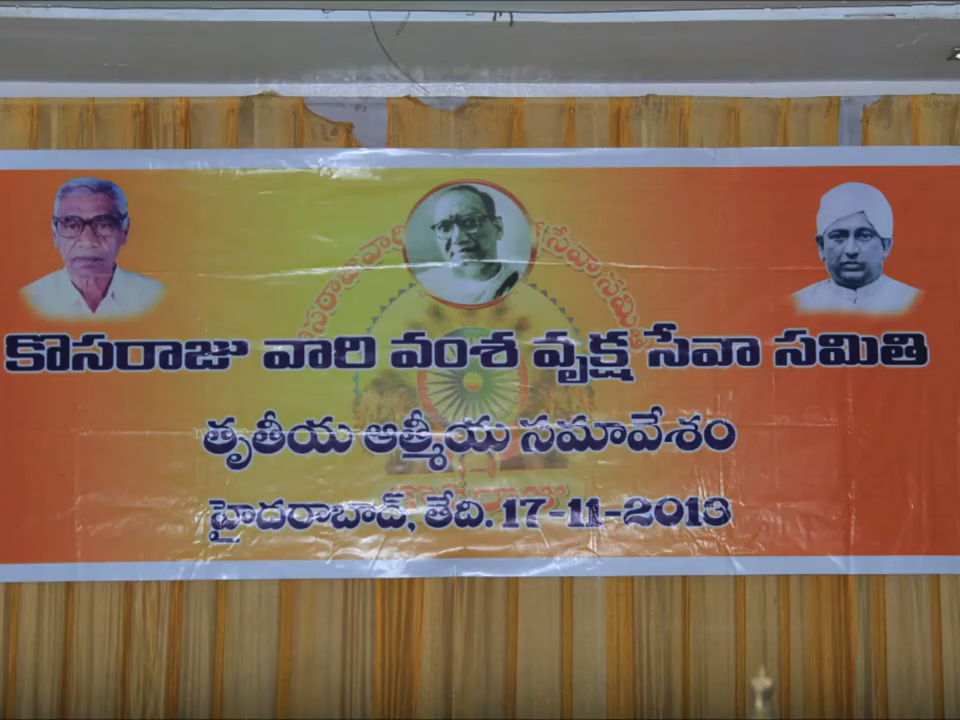 కొసరాజు వారి వంశ వృక్ష సేవా సమితి
తృతీయ ఆత్మీయ సమావేశం
హైదరాబాద్, తేది. 17-11-2013